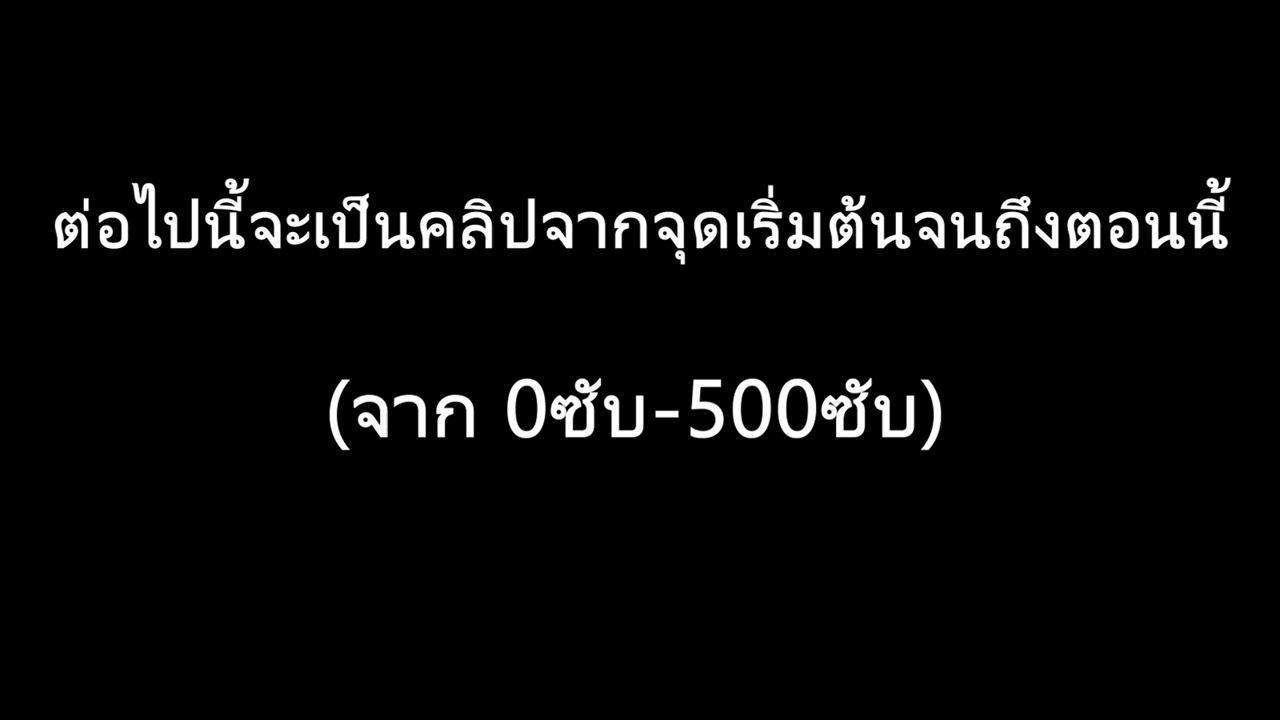 ต่อไปนี้จะเป็นคลิปจากจุดเริ่มต้นจนถึงตอนนี้
(จาก 0ซับ-500ซับ)